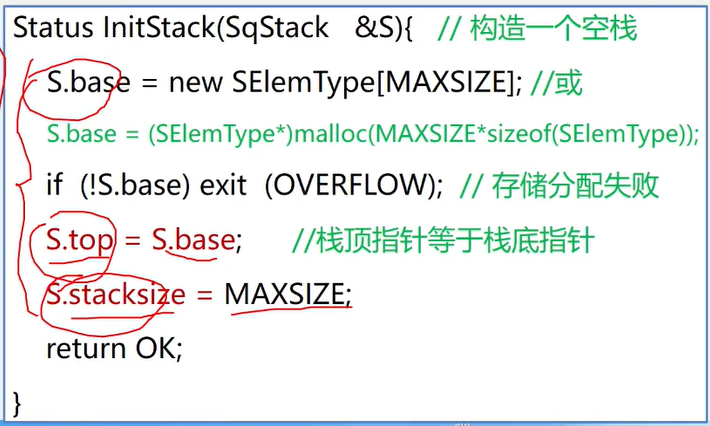 Status InitStack(SqStack &S){ // 构造一个空栈
S.base = new SElemType[MAXSIZE]; //或
S.base = (SElemType*)malloc(MAXSIZE*sizeof(SElemType));
if (!S.base) exit (OVERFLOW); // 存储分配失败
S.top = S.base; //栈顶指针等于栈底指针
S.stacksize = MAXSIZE;
return OK;
}